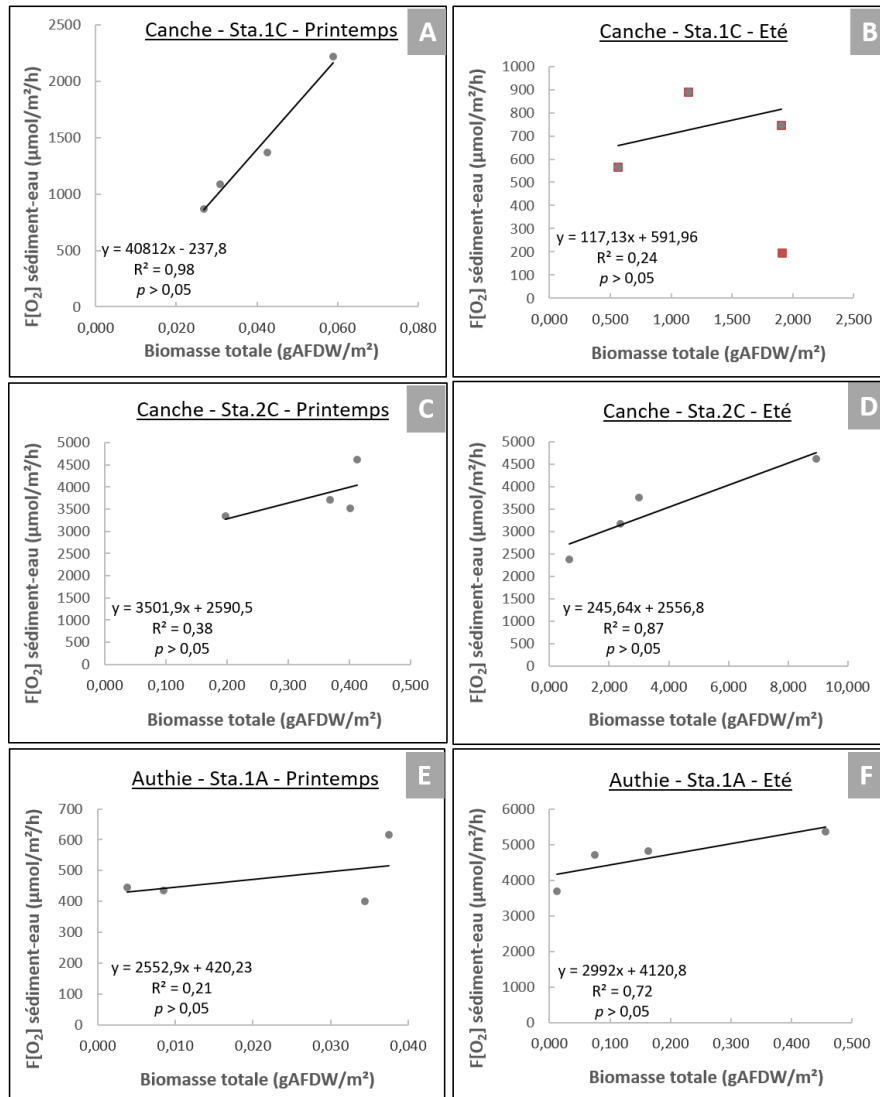 Canche - Sta.1C - Printemps
A
F[O₂] sédiment-eau (µmol/m²/h)
2500
2000
1500
1000
500
0
y = 40812x - 237,8
R² = 0,98
p > 0,05
0,000 0,020 0,040 0,060 0,080
Biomasse totale (gAFDW/m²)
Canche - Sta.1C - Eté
B
F[O₂] sédiment-eau (µmol/m²/h)
1000
900
800
700
600
500
400
300
200
100
0
y = 117,13x + 591,96
R² = 0,24
p > 0,05
0,000 0,500 1,000 1,500 2,000 2,500
Biomasse totale (gAFDW/m²)
Canche - Sta.2C - Printemps
C
F[O₂] sédiment-eau (µmol/m²/h)
5000
4500
4000
3500
3000
2500
2000
1500
1000
500
0
y = 3501,9x + 2590,5
R² = 0,38
p > 0,05
0,000 0,100 0,200 0,300 0,400 0,500
Biomasse totale (gAFDW/m²)
Canche - Sta.2C - Eté
D
F[O₂] sédiment-eau (µmol/m²/h)
5000
4500
4000
3500
3000
2500
2000
1500
1000
500
0
y = 245,64x + 2556,8
R² = 0,87
p > 0,05
0,000 2,000 4,000 6,000 8,000 10,000
Biomasse totale (gAFDW/m²)
Authie - Sta.1A - Printemps
E
F[O₂] sédiment-eau (µmol/m²/h)
700
600
500
400
300
200
100
0
y = 2552,9x + 420,23
R² = 0,21
p > 0,05
0,000 0,010 0,020 0,030 0,040
Biomasse totale (gAFDW/m²)
Authie - Sta.1A - Eté
F
F[O₂] sédiment-eau (µmol/m²/h)
6000
5000
4000
3000
2000
1000
0
y = 2992x + 4120,8
R² = 0,72
p > 0,05
0,000 0,100 0,200 0,300 0,400 0,500
Biomasse totale (gAFDW/m²)